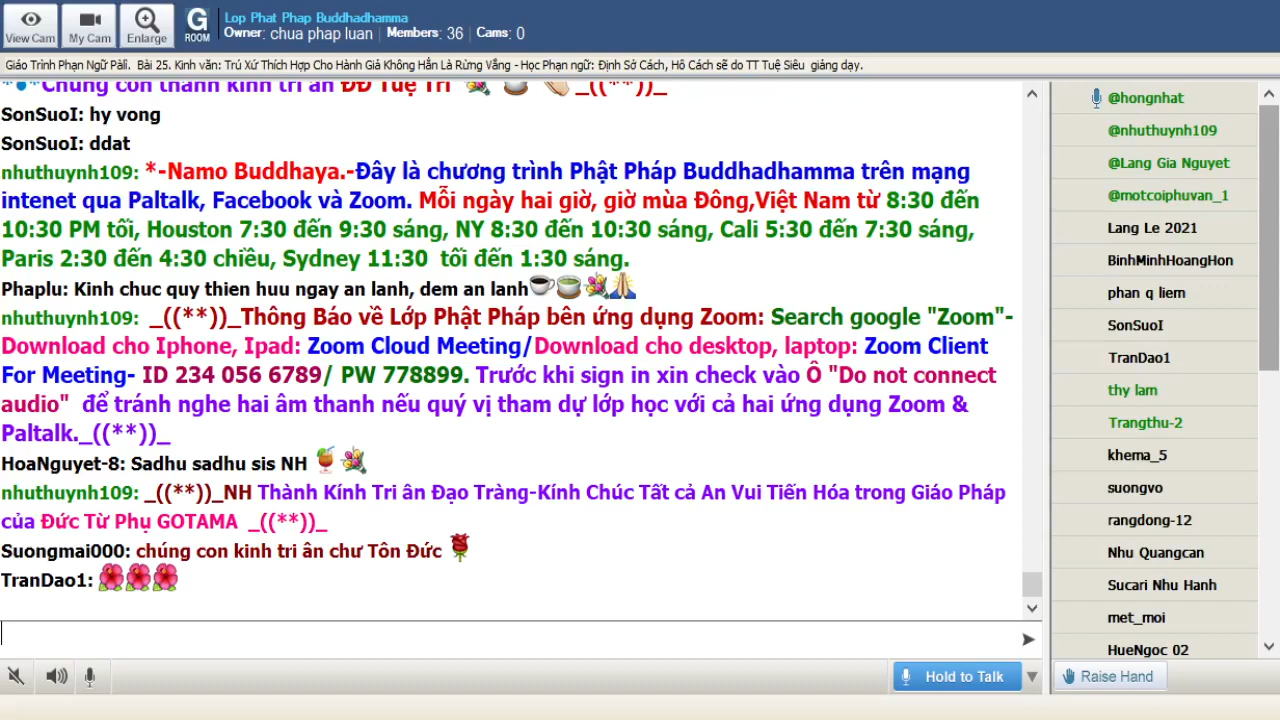 View Cam
My Cam
Enlarge
G
ROOM
Lop Phat Phap Buddhadhamma
Owner: chua phap luan Members: 36 Cams: 0
Giáo Trình Phạn Ngữ Pàlì. Bài 25. Kinh văn: Trú Xứ Thích Hợp Cho Hành Giả Không Hẳn Là Rừng Vắng - Học Phạn ngữ: Định Sở Cách, Hô Cách sẽ do TT Tuệ Siêu giảng dạy.
Chúng con thành kính tri ân ĐĐ Tuệ Tri _((**))_
SonSuoI: hy vong
SonSuoI: ddat
nhuthuynh109: *-Namo Buddhaya.-Đây là chương trình Phật Pháp Buddhadhamma trên mạng
intenet qua Paltalk, Facebook và Zoom. Mỗi ngày hai giờ, giờ mùa Đông,Việt Nam từ 8:30 đến
10:30 PM tối, Houston 7:30 đến 9:30 sáng, NY 8:30 đến 10:30 sáng, Cali 5:30 đến 7:30 sáng,
Paris 2:30 đến 4:30 chiều, Sydney 11:30 tối đến 1:30 sáng.
Phaplu: Kinh chuc quy thien huu ngay an lanh, dem an lanh
nhuthuynh109: _((**))_Thông Báo về Lớp Phật Pháp bên ứng dụng Zoom: Search google "Zoom"-
Download cho Iphone, Ipad: Zoom Cloud Meeting/Download cho desktop, laptop: Zoom Client
For Meeting- ID 234 056 6789/ PW 778899. Trước khi sign in xin check vào Ô "Do not connect
audio" để tránh nghe hai âm thanh nếu quý vị tham dự lớp học với cả hai ứng dụng Zoom &
Paltalk._((**))_
HoaNguyet-8: Sadhu sadhu sis NH
nhuthuynh109: _((**))_NH Thành Kính Tri ân Đạo Tràng-Kính Chúc Tất cả An Vui Tiến Hóa trong Giáo Pháp
của Đức Từ Phụ GOTAMA _((**))_
Suongmai000: chúng con kinh tri ân chư Tôn Đức
TranDao1:
Hold to Talk
@hongnhat
@nhuthuynh109
@Lang Gia Nguyet
@motcoiphuvan_1
Lang Le 2021
BinhMinhHoangHon
phan q liem
SonSuoI
TranDao1
thy lam
Trangthu-2
khema_5
suongvo
rangdong-12
Nhu Quangcan
Sucari Nhu Hanh
met_moi
HueNgoc 02
Raise Hand